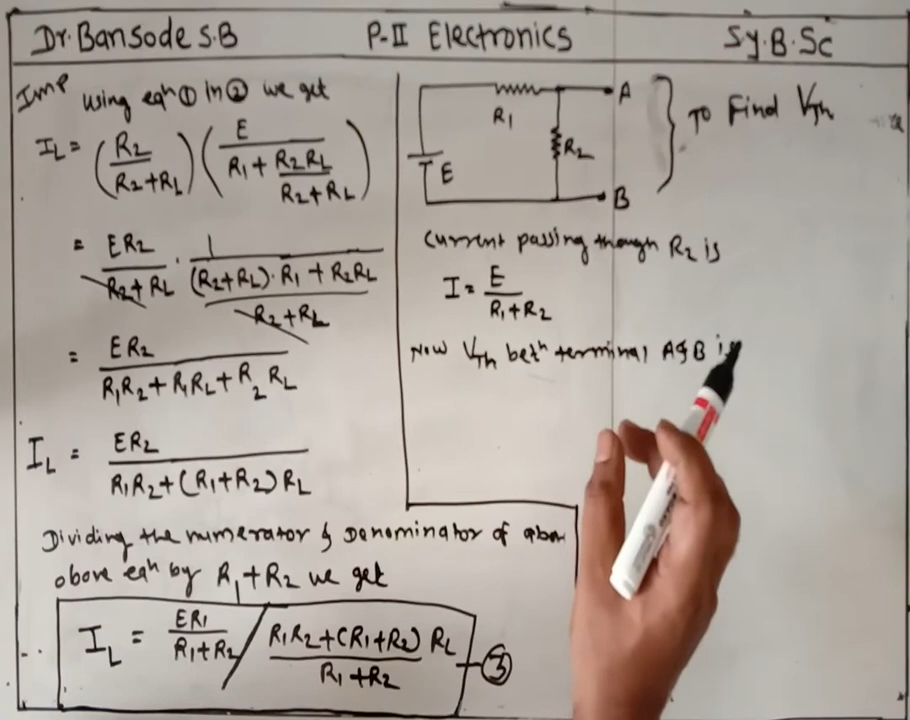 Dr. Bansode S.B P-II Electronics Sy.B.Sc
Imp Using eqn ① in ② we get
IL = (R2 / R2+RL) (E / R1 + R2RL / R2+RL)
= ER2 / R2+RL · 1 / (R2+RL)·R1 + R2RL / R2+RL
= ER2 / R1R2 + R1RL + R2RL
IL = ER2 / R1R2 + (R1+R2) RL
Dividing the numerator & Denominator of abov
above eqn by R1+R2 we get
IL = ER1 / R1+R2 / R1R2+(R1+R2) RL / R1+R2 — ③
R1
A
R2
E
B
To Find VTh
Current passing though R2 is
I = E / R1+R2
Now VTh betn terminal A & B is